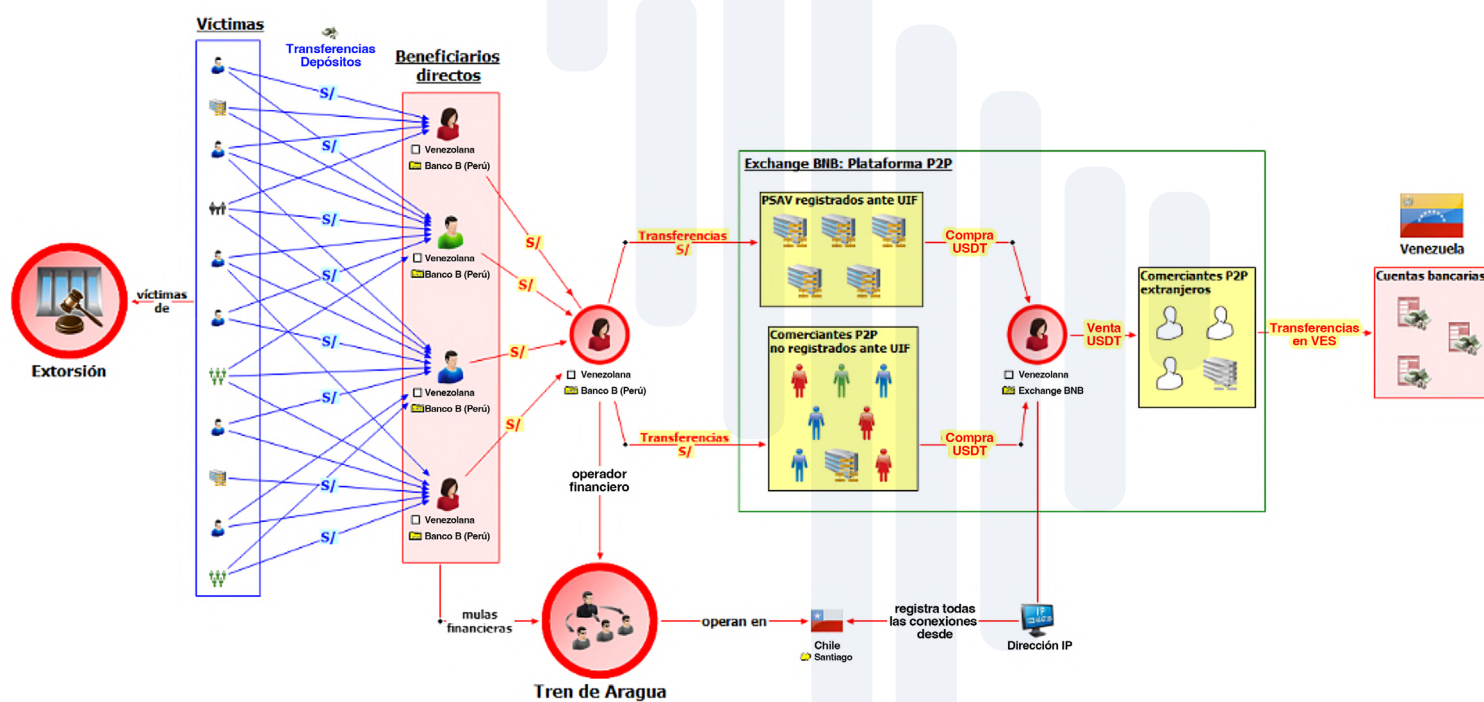 Víctimas
Transferencias
Depósitos
S/
S/
S/
S/
S/
S/
S/
Beneficiarios
directos
Venezolana
Banco B (Perú)
Venezolana
Banco B (Perú)
Venezolana
Banco B (Perú)
Venezolana
Banco B (Perú)
víctimas
de
Extorsión
S/
S/
S/
S/
Venezolana
Banco B (Perú)
Transferencias
S/
Transferencias
S/
Exchange BNB: Plataforma P2P
PSAV registrados ante UIF
Comerciantes P2P
no registrados ante UIF
Compra
USDT
Compra
USDT
Venezolana
Exchange BNB
Venta
USDT
Comerciantes P2P
extranjeros
Transferencias
en VES
Venezuela
Cuentas bancarias
operador
financiero
mulas
financieras
Tren de Aragua
operan en
Chile
Santiago
registra todas
las conexiones
desde
IP
Dirección IP